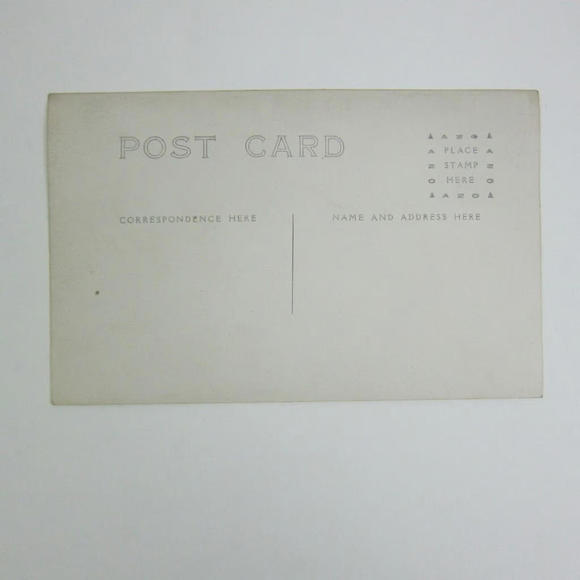 POST CARD
▲ A Z O ▲
A PLACE A
Z STAMP Z
O HERE O
▲ A Z O ▲
CORRESPONDENCE HERE
NAME AND ADDRESS HERE